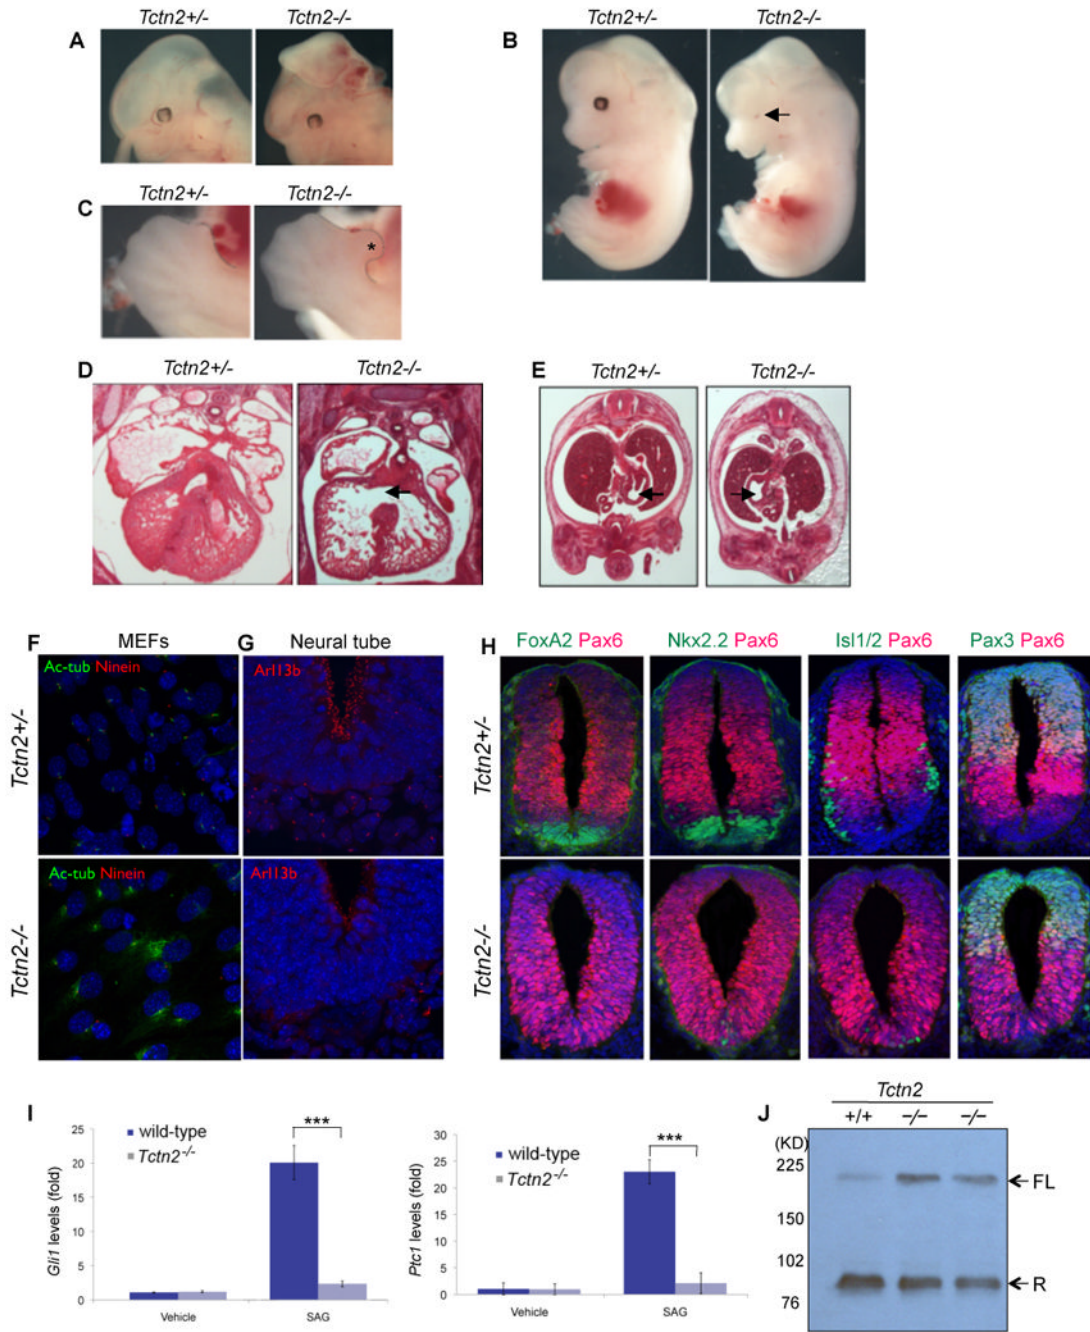 Tctn2+/- Tctn2-/-
A
Tctn2+/- Tctn2-/-
B
Tctn2+/- Tctn2-/-
C
*
D Tctn2+/- Tctn2-/-
E Tctn2+/- Tctn2-/-
F MEFs
Ac-tub Ninein
Ac-tub Ninein
G Neural tube
Arl13b
Arl13b
Tctn2+/-
Tctn2-/-
H FoxA2 Pax6 Nkx2.2 Pax6 Isl1/2 Pax6 Pax3 Pax6
Tctn2+/-
Tctn2-/-
I
Gli1 levels (fold)
25
20
15
10
5
0
wild-type
Tctn2-/-
***
Vehicle SAG
Ptc1 levels (fold)
30
25
20
15
10
5
0
wild-type
Tctn2-/-
***
Vehicle SAG
J Tctn2
+/+ -/- -/-
(KD)
225
150
102
76
FL
R